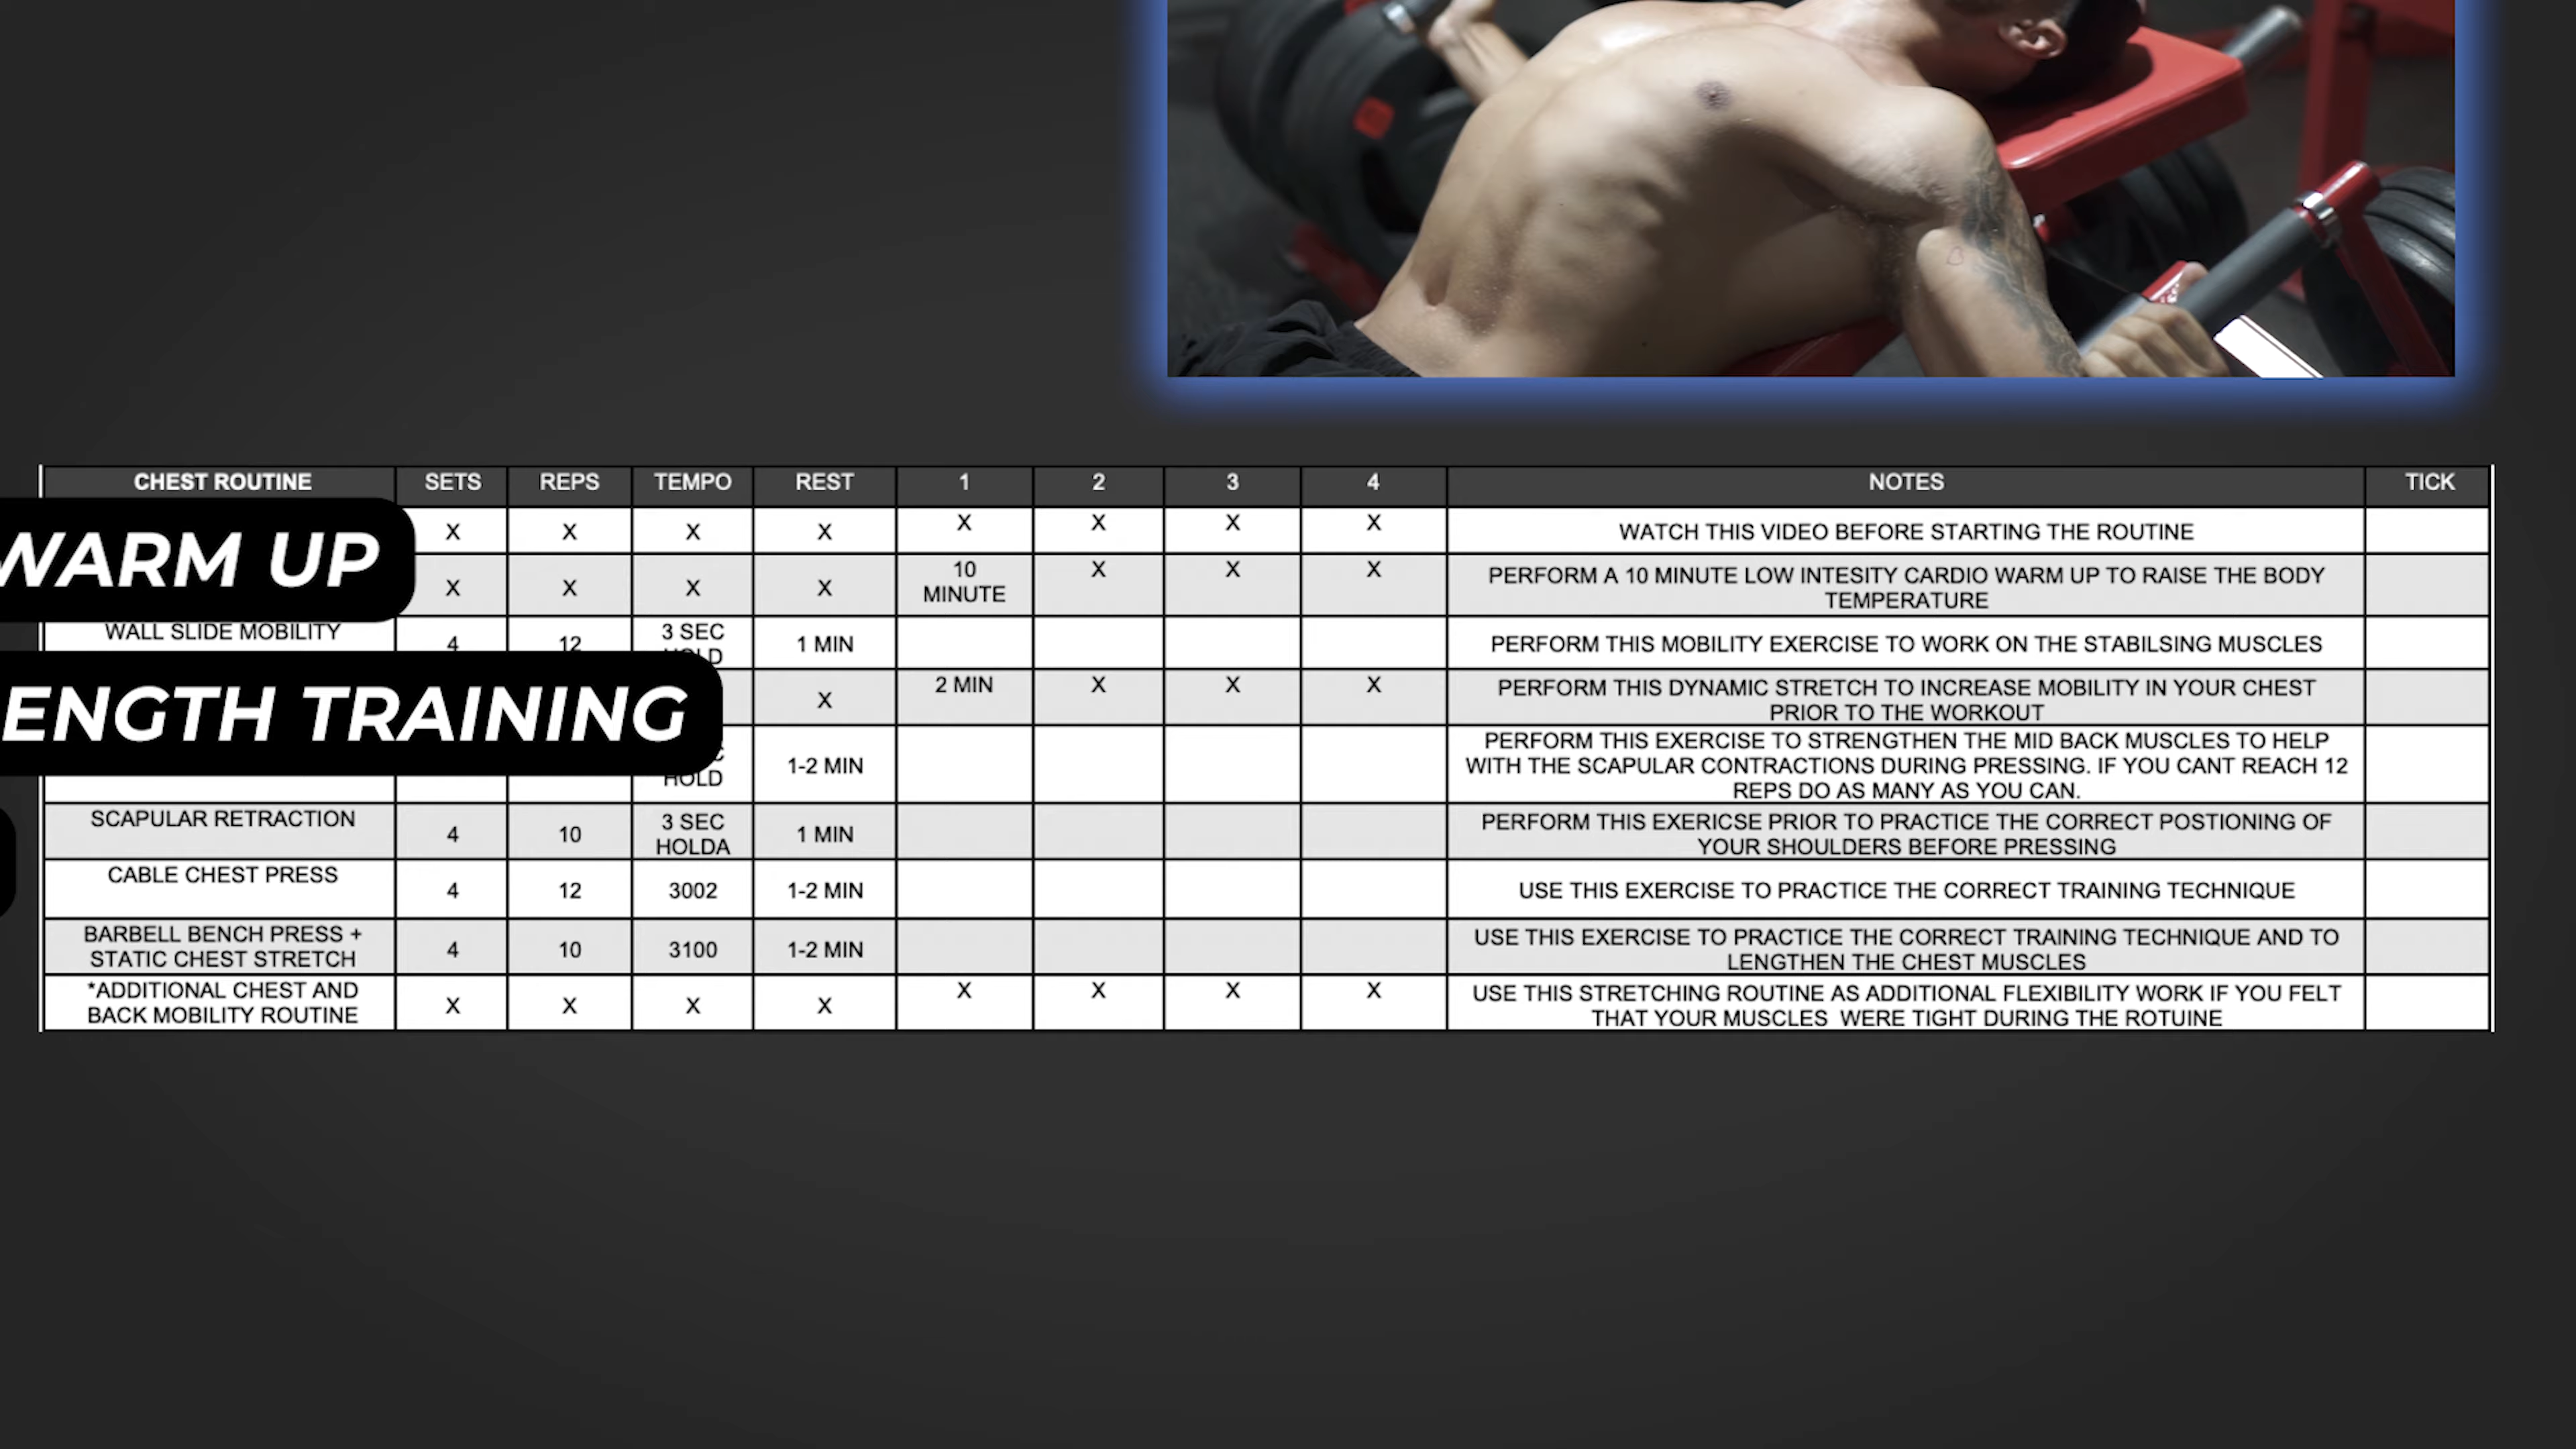 CHEST ROUTINE SETS REPS TEMPO REST 1 2 3 4 NOTES TICK
WARM UP
X X X X X X X X WATCH THIS VIDEO BEFORE STARTING THE ROUTINE
X X X X 10 MINUTE X X X PERFORM A 10 MINUTE LOW INTESITY CARDIO WARM UP TO RAISE THE BODY
TEMPERATURE
WALL SLIDE MOBILITY 4 12 3 SEC HOLD 1 MIN PERFORM THIS MOBILITY EXERCISE TO WORK ON THE STABILSING MUSCLES
ENGTH TRAINING
X 2 MIN X X X PERFORM THIS DYNAMIC STRETCH TO INCREASE MOBILITY IN YOUR CHEST
PRIOR TO THE WORKOUT
HOLD 1-2 MIN PERFORM THIS EXERCISE TO STRENGTHEN THE MID BACK MUSCLES TO HELP
WITH THE SCAPULAR CONTRACTIONS DURING PRESSING. IF YOU CANT REACH 12
REPS DO AS MANY AS YOU CAN.
SCAPULAR RETRACTION 4 10 3 SEC HOLDA 1 MIN PERFORM THIS EXERICSE PRIOR TO PRACTICE THE CORRECT POSTIONING OF
YOUR SHOULDERS BEFORE PRESSING
CABLE CHEST PRESS 4 12 3002 1-2 MIN USE THIS EXERCISE TO PRACTICE THE CORRECT TRAINING TECHNIQUE
BARBELL BENCH PRESS +
STATIC CHEST STRETCH 4 10 3100 1-2 MIN USE THIS EXERCISE TO PRACTICE THE CORRECT TRAINING TECHNIQUE AND TO
LENGTHEN THE CHEST MUSCLES
*ADDITIONAL CHEST AND
BACK MOBILITY ROUTINE X X X X X X X X USE THIS STRETCHING ROUTINE AS ADDITIONAL FLEXIBILITY WORK IF YOU FELT
THAT YOUR MUSCLES WERE TIGHT DURING THE ROTUINE